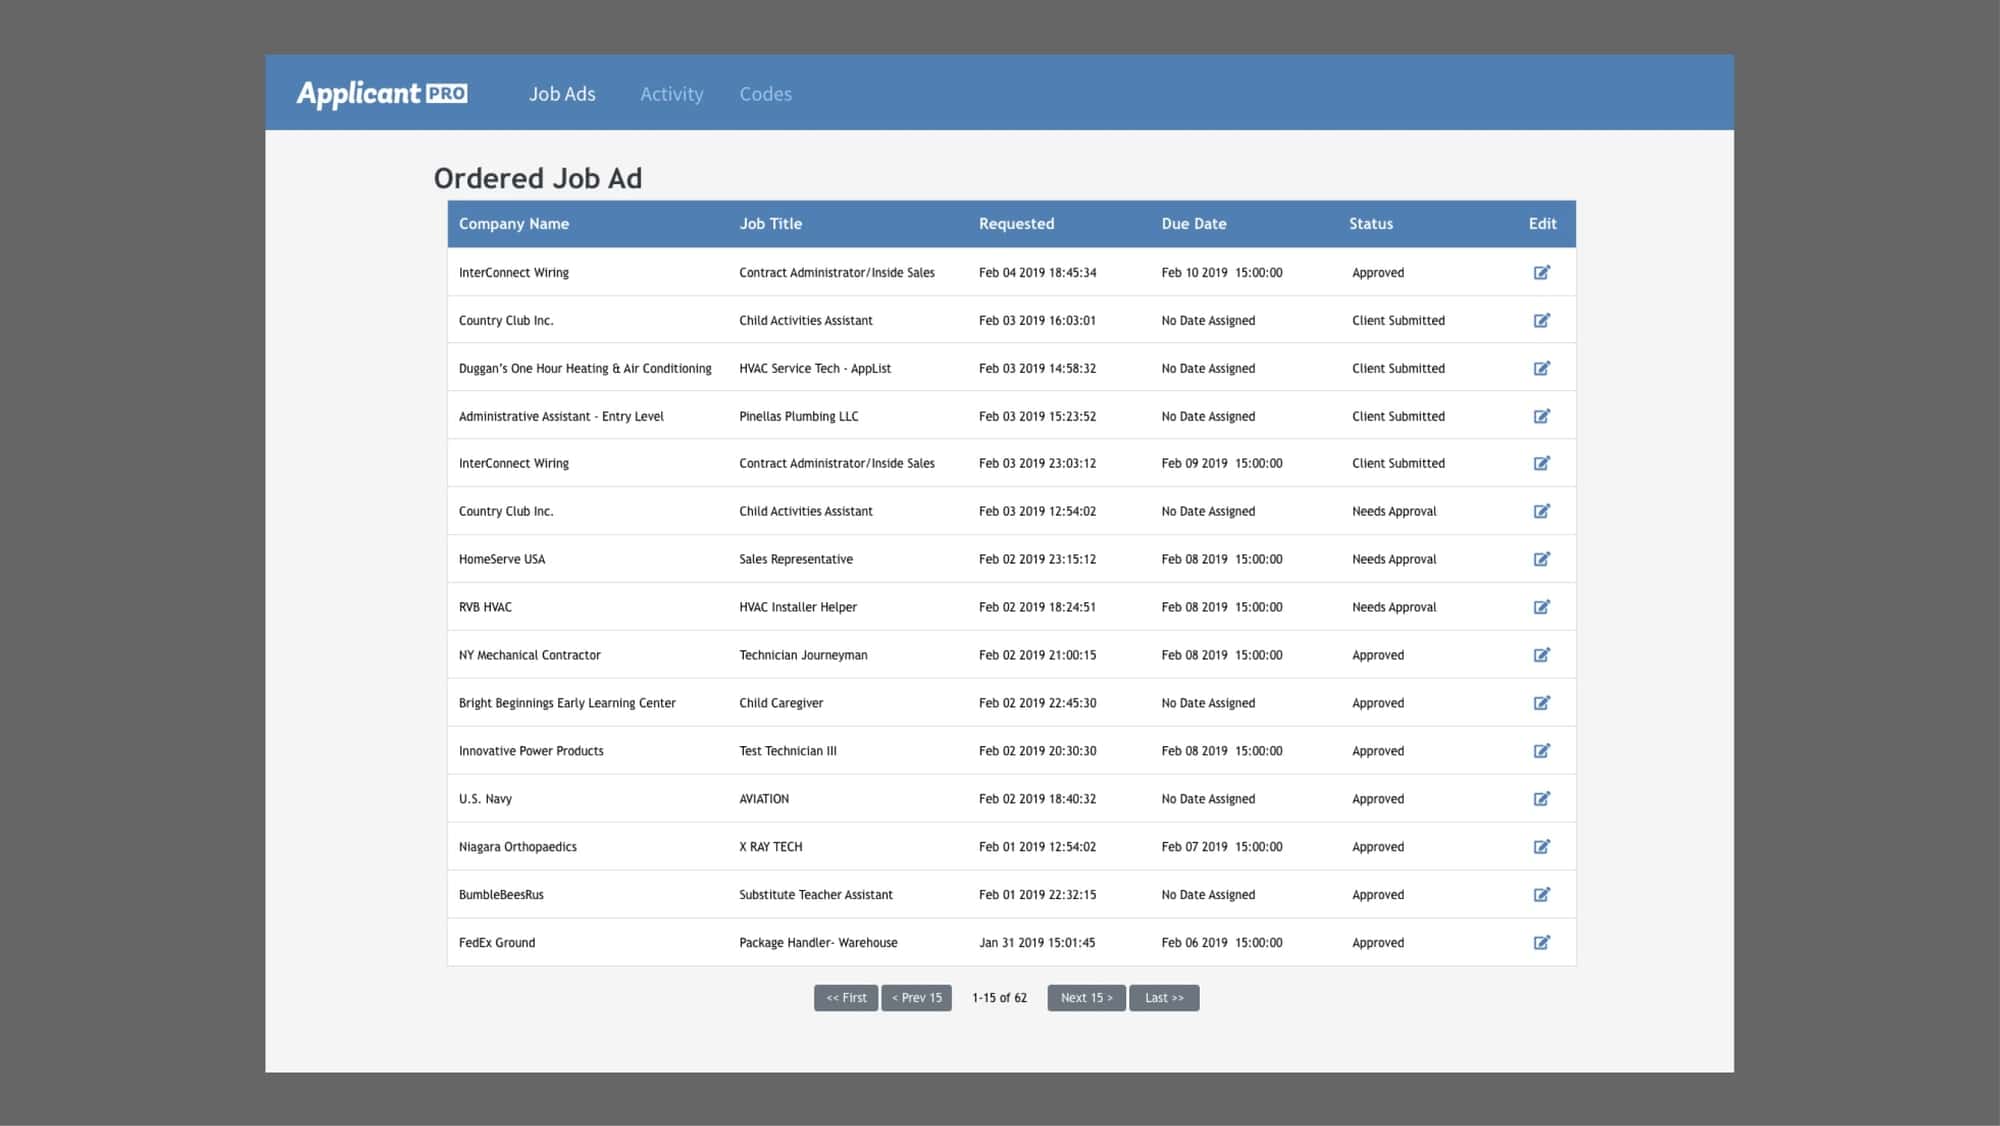 Applicant PRO Job Ads Activity Codes
Ordered Job Ad
Company Name Job Title Requested Due Date Status Edit
InterConnect Wiring Contract Administrator/Inside Sales Feb 04 2019 18:45:34 Feb 10 2019 15:00:00 Approved
Country Club Inc. Child Activities Assistant Feb 03 2019 16:03:01 No Date Assigned Client Submitted
Duggan's One Hour Heating & Air Conditioning HVAC Service Tech - AppList Feb 03 2019 14:58:32 No Date Assigned Client Submitted
Administrative Assistant - Entry Level Pinellas Plumbing LLC Feb 03 2019 15:23:52 No Date Assigned Client Submitted
InterConnect Wiring Contract Administrator/Inside Sales Feb 03 2019 23:03:12 Feb 09 2019 15:00:00 Client Submitted
Country Club Inc. Child Activities Assistant Feb 03 2019 12:54:02 No Date Assigned Needs Approval
HomeServe USA Sales Representative Feb 02 2019 23:15:12 Feb 08 2019 15:00:00 Needs Approval
RVB HVAC HVAC Installer Helper Feb 02 2019 18:24:51 Feb 08 2019 15:00:00 Needs Approval
NY Mechanical Contractor Technician Journeyman Feb 02 2019 21:00:15 Feb 08 2019 15:00:00 Approved
Bright Beginnings Early Learning Center Child Caregiver Feb 02 2019 22:45:30 No Date Assigned Approved
Innovative Power Products Test Technician III Feb 02 2019 20:30:30 Feb 08 2019 15:00:00 Approved
U.S. Navy AVIATION Feb 02 2019 18:40:32 No Date Assigned Approved
Niagara Orthopaedics X RAY TECH Feb 01 2019 12:54:02 Feb 07 2019 15:00:00 Approved
BumbleBeesRus Substitute Teacher Assistant Feb 01 2019 22:32:15 No Date Assigned Approved
FedEx Ground Package Handler- Warehouse Jan 31 2019 15:01:45 Feb 06 2019 15:00:00 Approved
<< First < Prev 15 1-15 of 62 Next 15 > Last >>